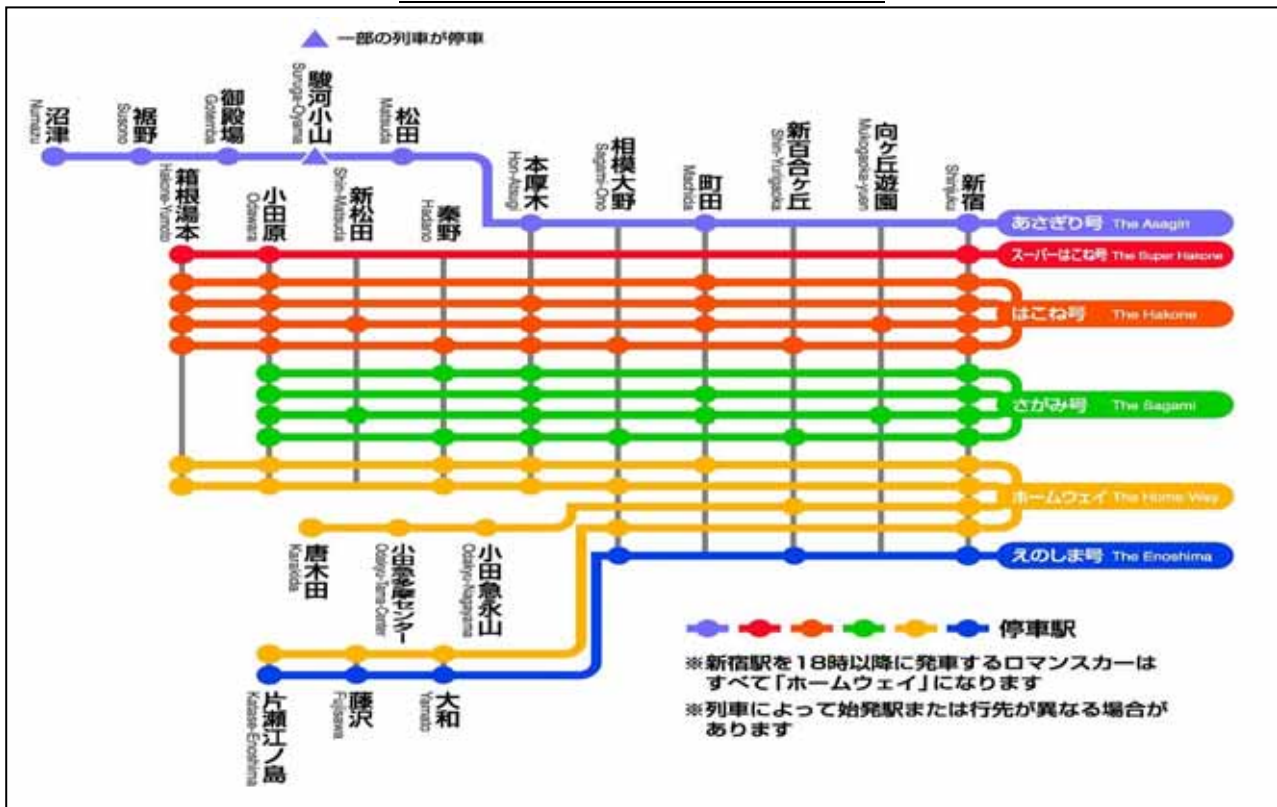 一部の列車が停車
沼津
Numazu
裾野
Susono
御殿場
Gotemba
駿河小山
Suruga-Oyama
松田
Matsuda
箱根湯本
Hakone-Yumoto
小田原
Odawara
新松田
Shin-Matsuda
秦野
Hadano
本厚木
Hon-Atsugi
相模大野
Sagami-Ono
町田
Machida
新百合ヶ丘
Shin-Yurigaoka
向ヶ丘遊園
Mukogaoka-yuen
新宿
Shinjuku
あさぎり号 The Asagiri
スーパーはこね号 The Super Hakone
はこね号 The Hakone
さがみ号 The Sagami
ホームウェイ The Home Way
えのしま号 The Enoshima
唐木田
Karakida
小田急多摩センター
Odakyu-Tama-Center
小田急永山
Odakyu-Nagayama
片瀬江ノ島
Katase-Enoshima
藤沢
Fujisawa
大和
Yamato
停車駅
※新宿駅を18時以降に発車するロマンスカーは
すべて「ホームウェイ」になります
※列車によって始発駅または行先が異なる場合が
あります